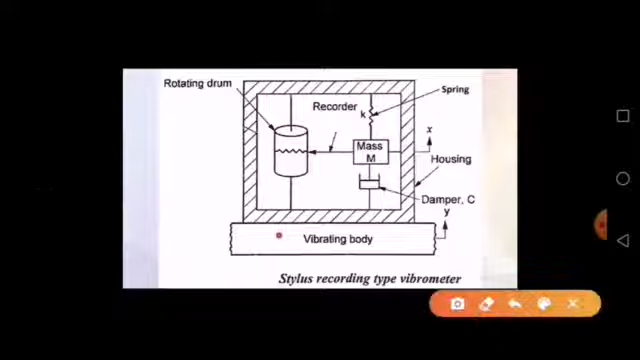 Rotating drum
Recorder
k
Spring
Mass
M
x
Housing
Damper, C
y
Vibrating body
Stylus recording type vibrometer